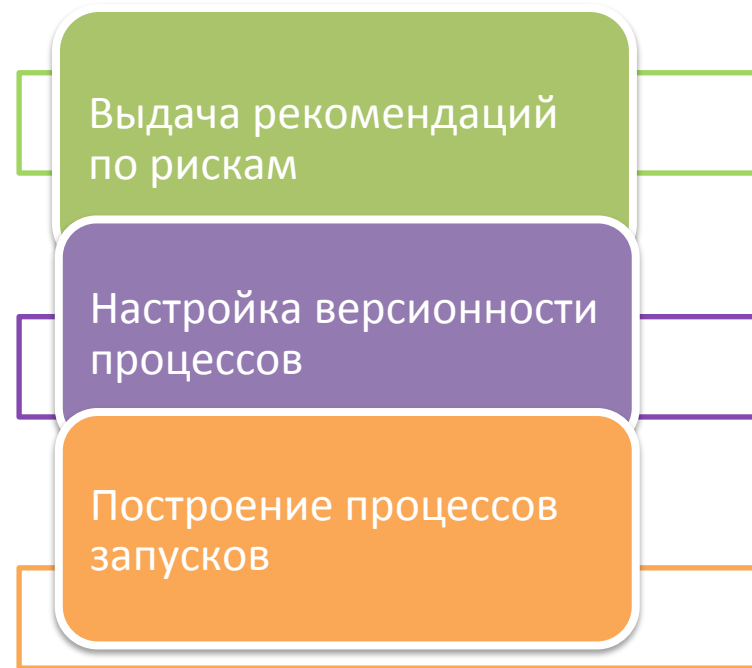 Выдача рекомендаций
по рискам
Настройка версионности
процессов
Построение процессов
запусков